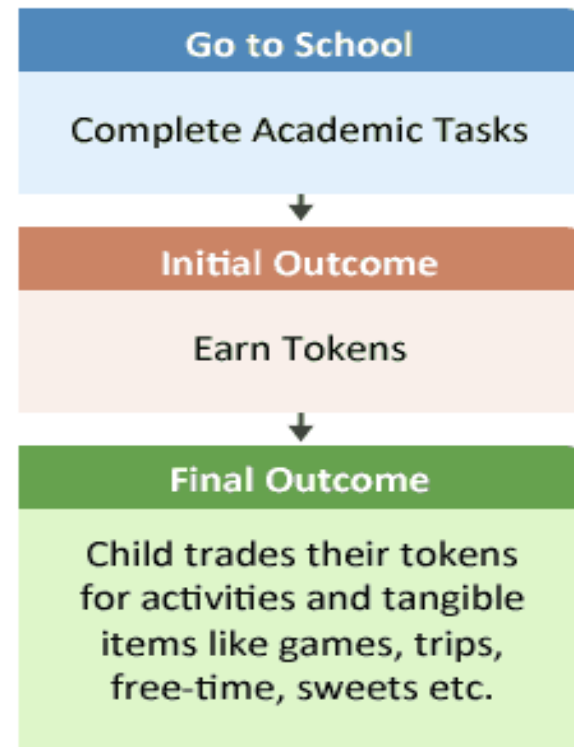 Go to School
Complete Academic Tasks
Initial Outcome
Earn Tokens
Final Outcome
Child trades their tokens
for activities and tangible
items like games, trips,
free-time, sweets etc.